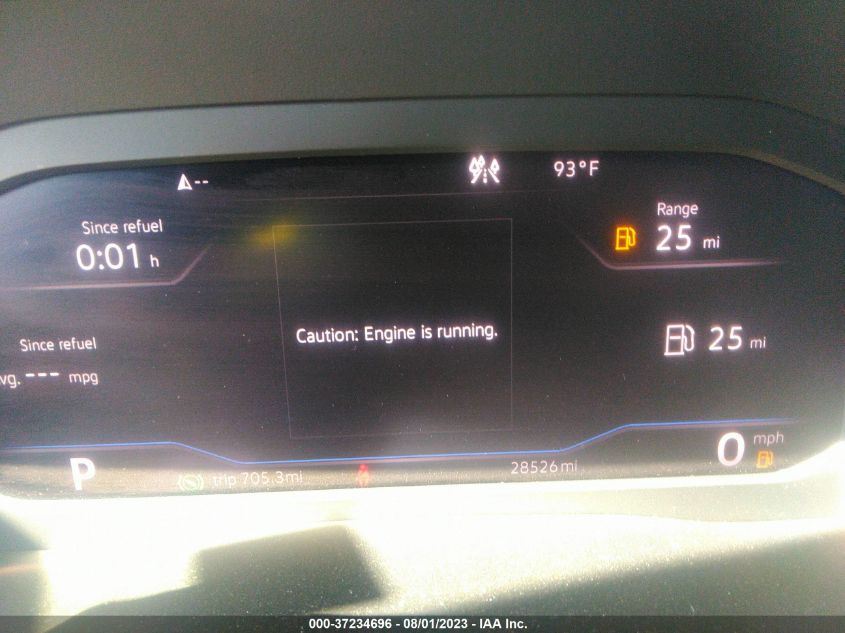 --
93°F
Since refuel
0:01 h
Range
25 mi
Caution: Engine is running.
Since refuel
vg. --- mpg
25 mi
P
trip 705.3mi
28526mi
0 mph
000-37234696 - 08/01/2023 - IAA Inc.